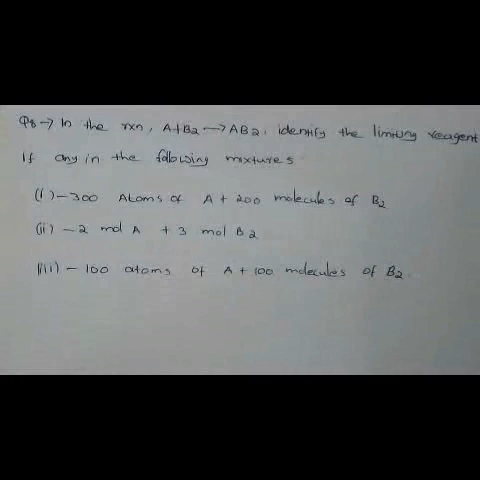 Q8→ In the rxn, A+B2 → AB2, identify the limiting reagent
If any in the following mixtures
(i) - 300 Atoms of A + 200 molecules of B2
(ii) - 2 mol A + 3 mol B2
(iii) - 100 atoms of A + 100 molecules of B2.